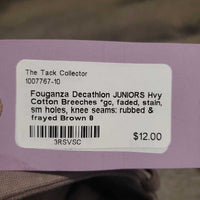 The Tack Collector
1007767-10
Fouganza Decathlon JUNIORS Hvy
Cotton Breeches *gc, faded, stain,
sm holes, knee seams: rubbed &
frayed Brown 8
3RSVSC
$12.00